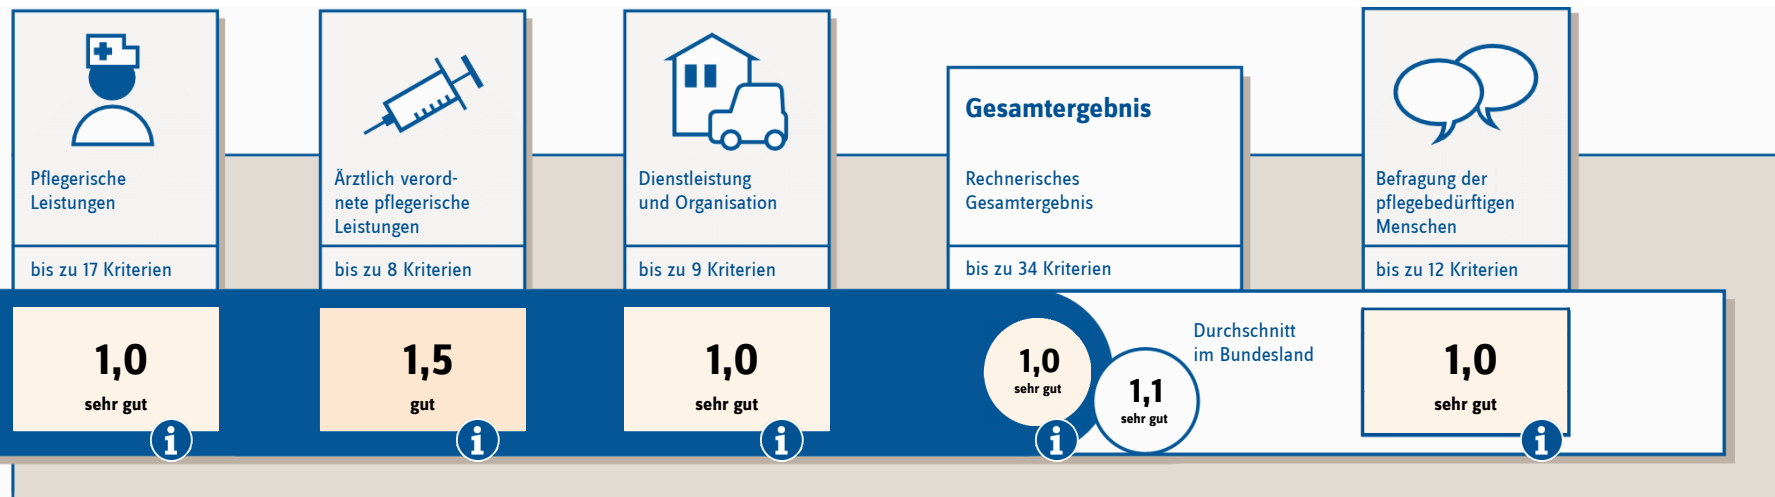 Pflegerische
Leistungen
bis zu 17 Kriterien
1,0
sehr gut
i
Ärztlich verord-
nete pflegerische
Leistungen
bis zu 8 Kriterien
1,5
gut
i
Dienstleistung
und Organisation
bis zu 9 Kriterien
1,0
sehr gut
i
Gesamtergebnis
Rechnerisches
Gesamtergebnis
bis zu 34 Kriterien
1,0
sehr gut
i
1,1
sehr gut
Durchschnitt
im Bundesland
Befragung der
pflegebedürftigen
Menschen
bis zu 12 Kriterien
1,0
sehr gut
i